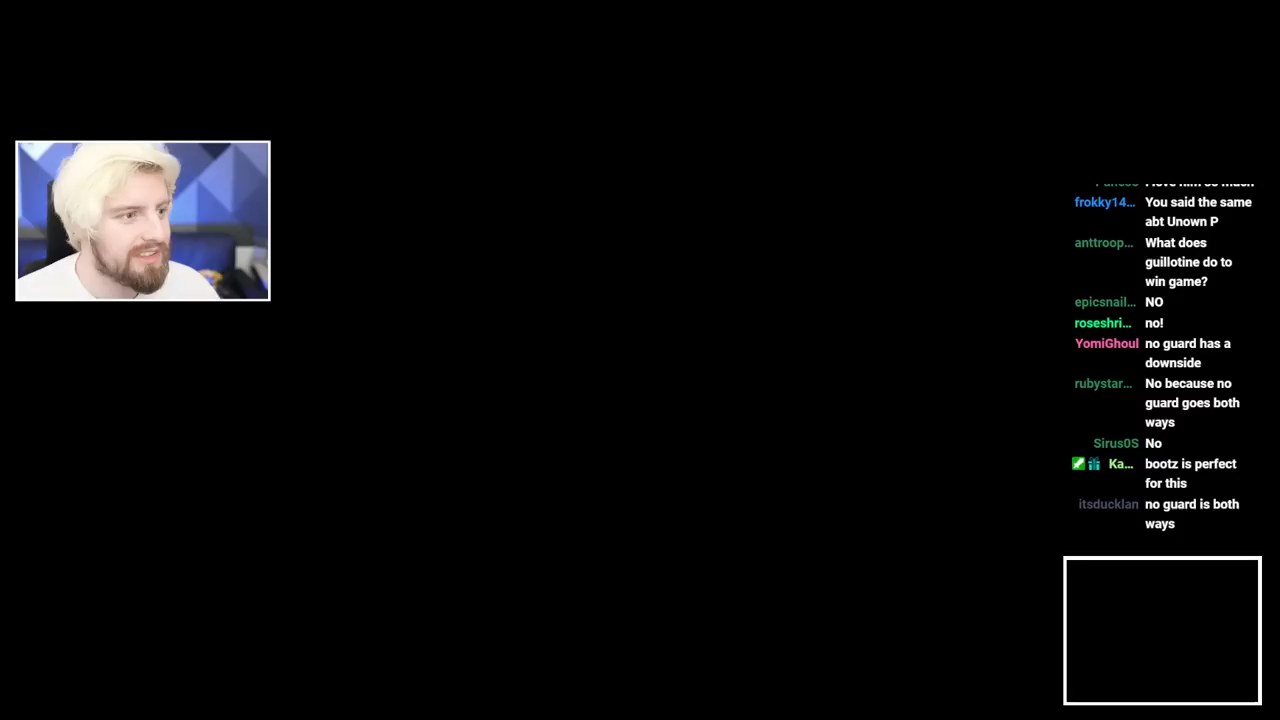 frokky14... You said the same
abt Unown P
anttroop... What does
guillotine do to
win game?
epicsnail... NO
roseshri... no!
YomiGhoul no guard has a
downside
rubystar... No because no
guard goes both
ways
Sirus0S No
Ka... bootz is perfect
for this
itsducklan no guard is both
ways